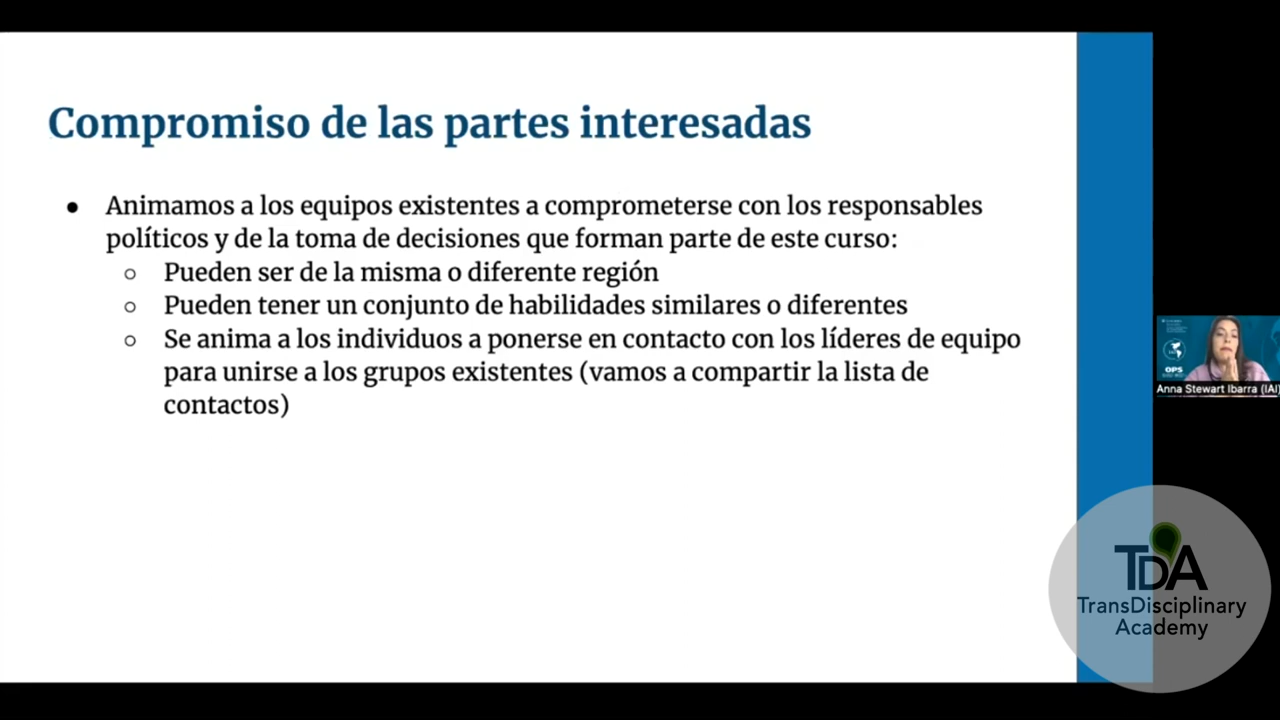 Compromiso de las partes interesadas
● Animamos a los equipos existentes a comprometerse con los responsables
políticos y de la toma de decisiones que forman parte de este curso:
○ Pueden ser de la misma o diferente región
○ Pueden tener un conjunto de habilidades similares o diferentes
○ Se anima a los individuos a ponerse en contacto con los líderes de equipo
para unirse a los grupos existentes (vamos a compartir la lista de
contactos)
OPS
Anna Stewart Ibarra (IAI)
TDA
TransDisciplinary
Academy